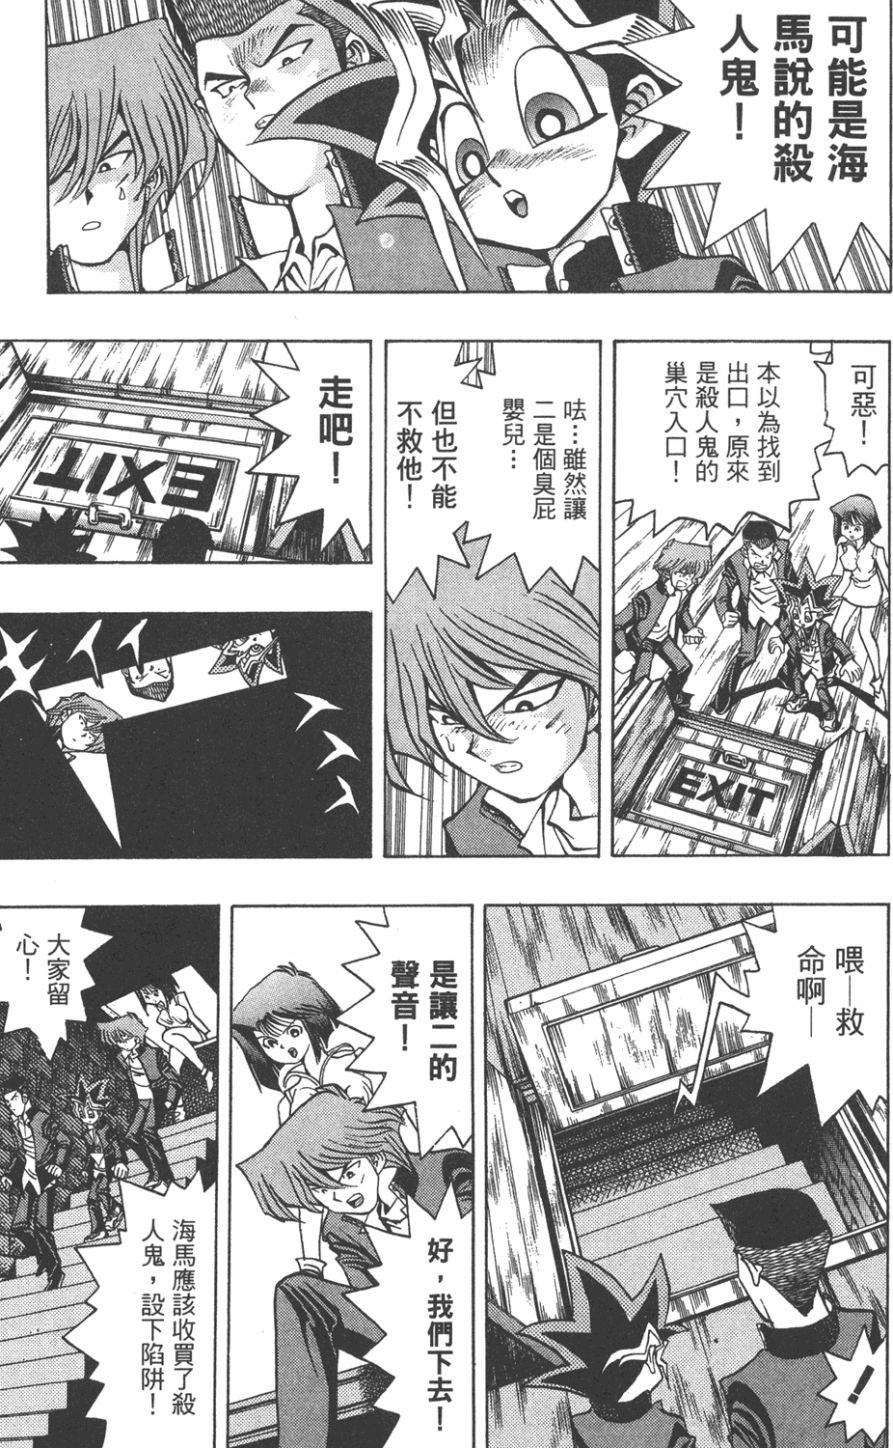 可能是海
馬說的殺
人鬼！
可惡！
本以為找到
出口，原來
是殺人鬼的
巢穴入口！
EXIT
呿…雖然讓
二是個臭屁
嬰兒…
但也不能
不救他！
走吧！
EXIT
喂—救
命啊—
！
是讓二的
聲音！
好，我們下去！
大家留
心！
海馬應該收買了殺
人鬼，設下陷阱！